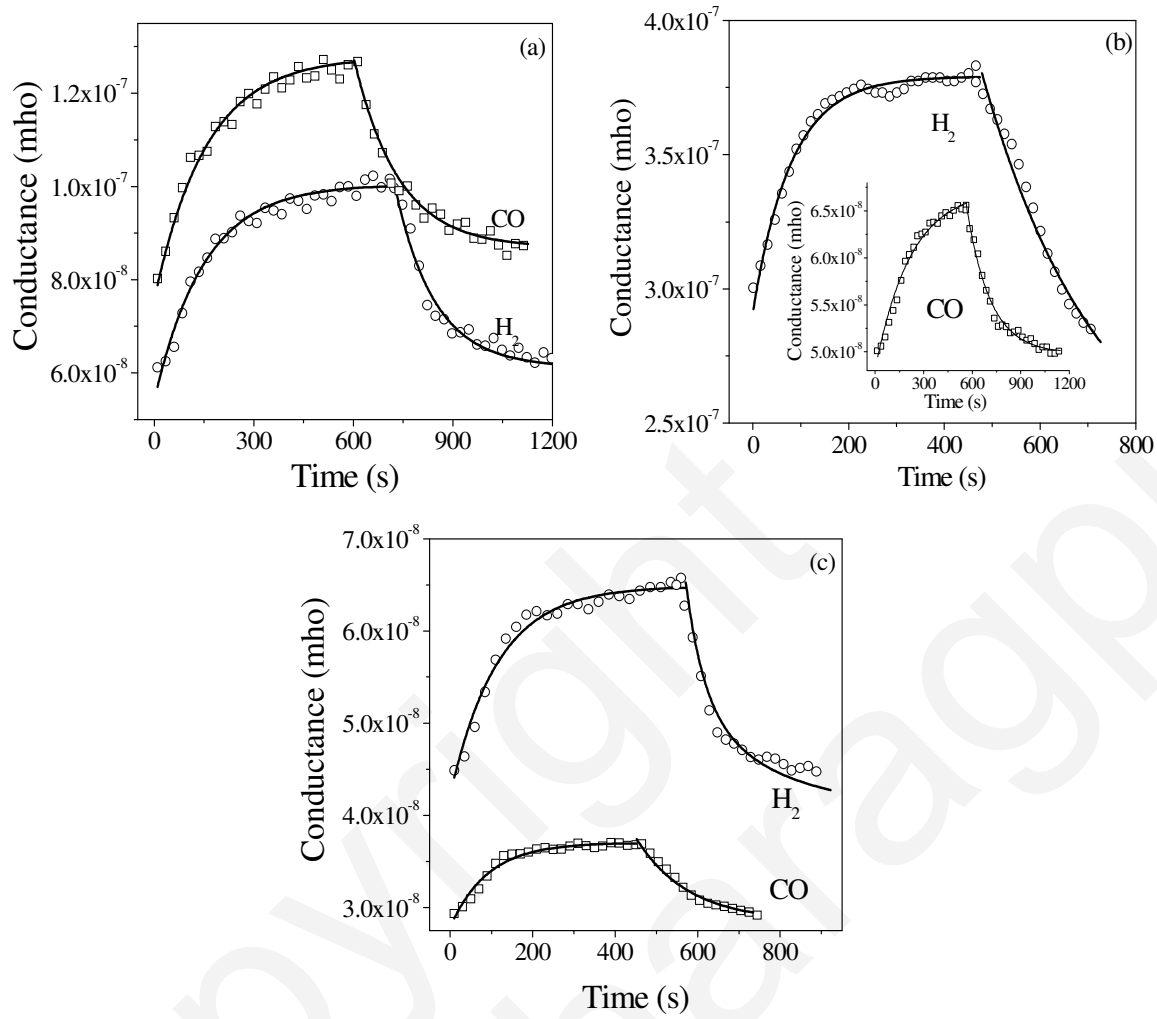 (a)
Conductance (mho)
1.2x10⁻⁷
1.0x10⁻⁷
8.0x10⁻⁸
6.0x10⁻⁸
CO
H₂
0 300 600 900 1200
Time (s)
(b)
Conductance (mho)
4.0x10⁻⁷
3.5x10⁻⁷
3.0x10⁻⁷
2.5x10⁻⁷
H₂
0 200 400 600 800
Time (s)
Conductance (mho)
6.5x10⁻⁸
6.0x10⁻⁸
5.5x10⁻⁸
5.0x10⁻⁸
CO
0 300 600 900 1200
Time (s)
(c)
Conductance (mho)
7.0x10⁻⁸
6.0x10⁻⁸
5.0x10⁻⁸
4.0x10⁻⁸
3.0x10⁻⁸
H₂
CO
0 200 400 600 800
Time (s)